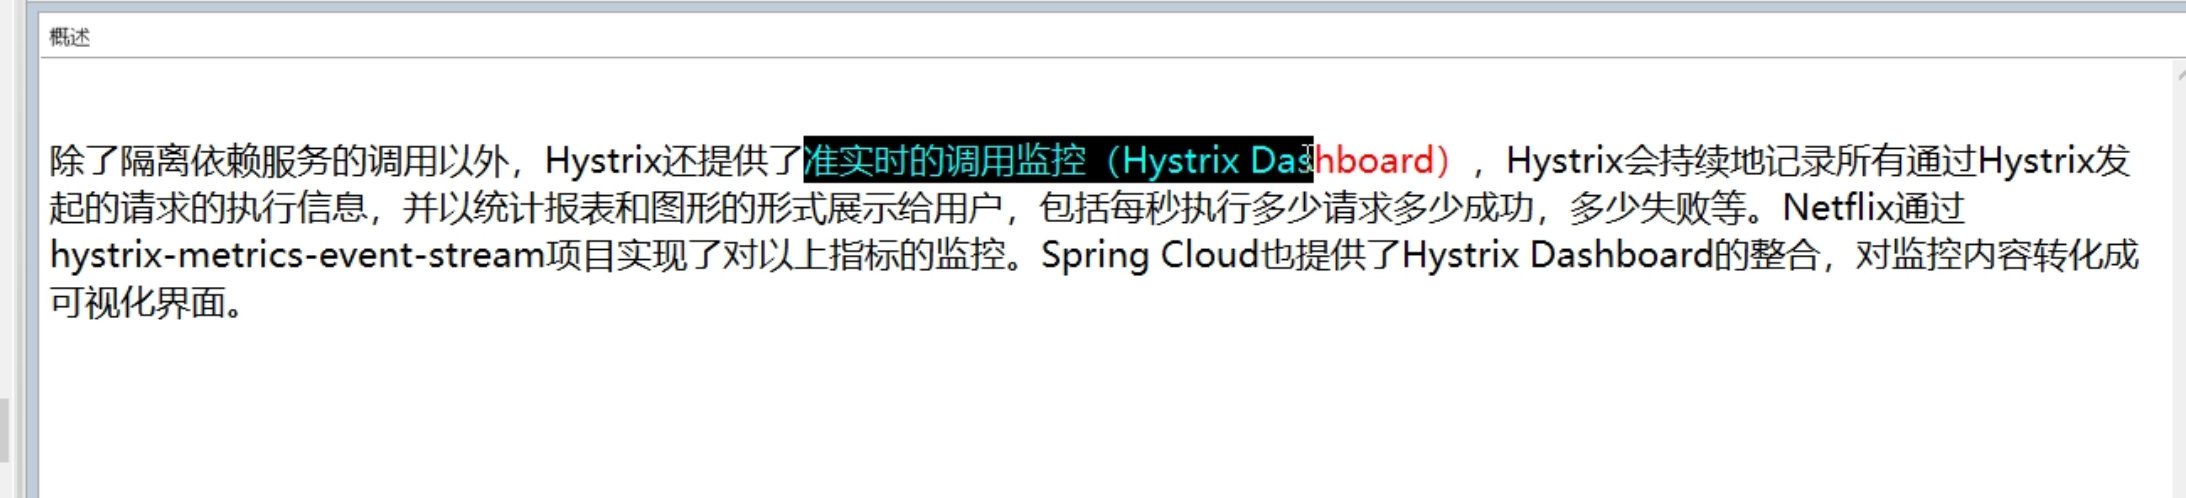 概述
除了隔离依赖服务的调用以外，Hystrix还提供了准实时的调用监控（Hystrix Dashboard），Hystrix会持续地记录所有通过Hystrix发
起的请求的执行信息，并以统计报表和图形的形式展示给用户，包括每秒执行多少请求多少成功，多少失败等。Netflix通过
hystrix-metrics-event-stream项目实现了对以上指标的监控。Spring Cloud也提供了Hystrix Dashboard的整合，对监控内容转化成
可视化界面。